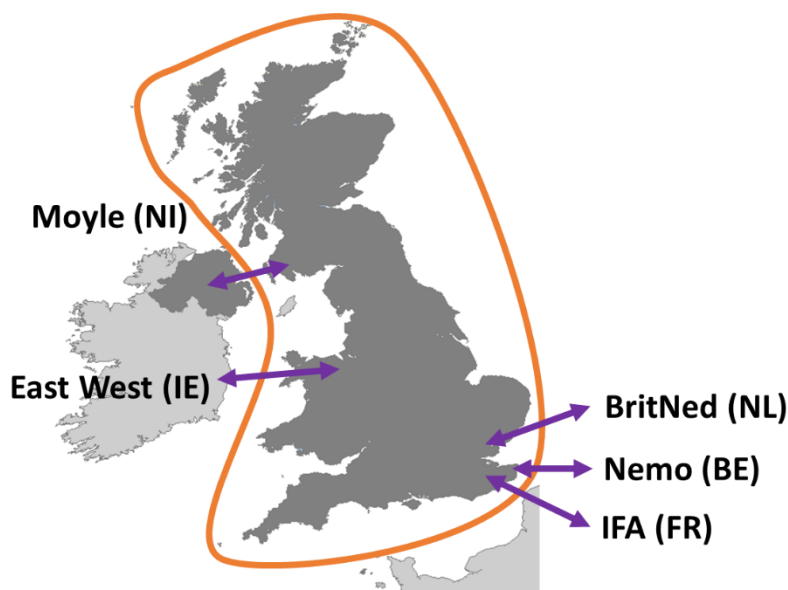 Moyle (NI)
East West (IE)
BritNed (NL)
Nemo (BE)
IFA (FR)